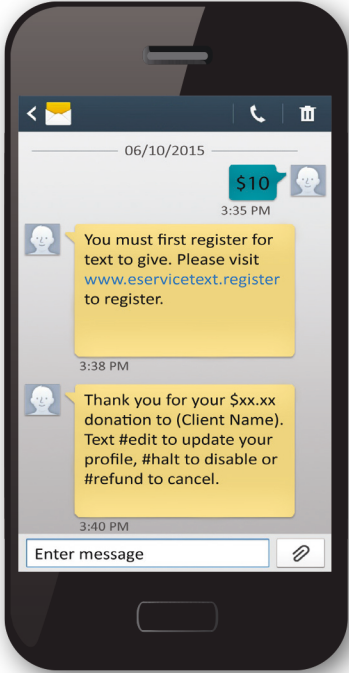 06/10/2015
$10
3:35 PM
You must first register for
text to give. Please visit
www.eservicetext.register
to register.
3:38 PM
Thank you for your $xx.xx
donation to (Client Name).
Text #edit to update your
profile, #halt to disable or
#refund to cancel.
3:40 PM
Enter message